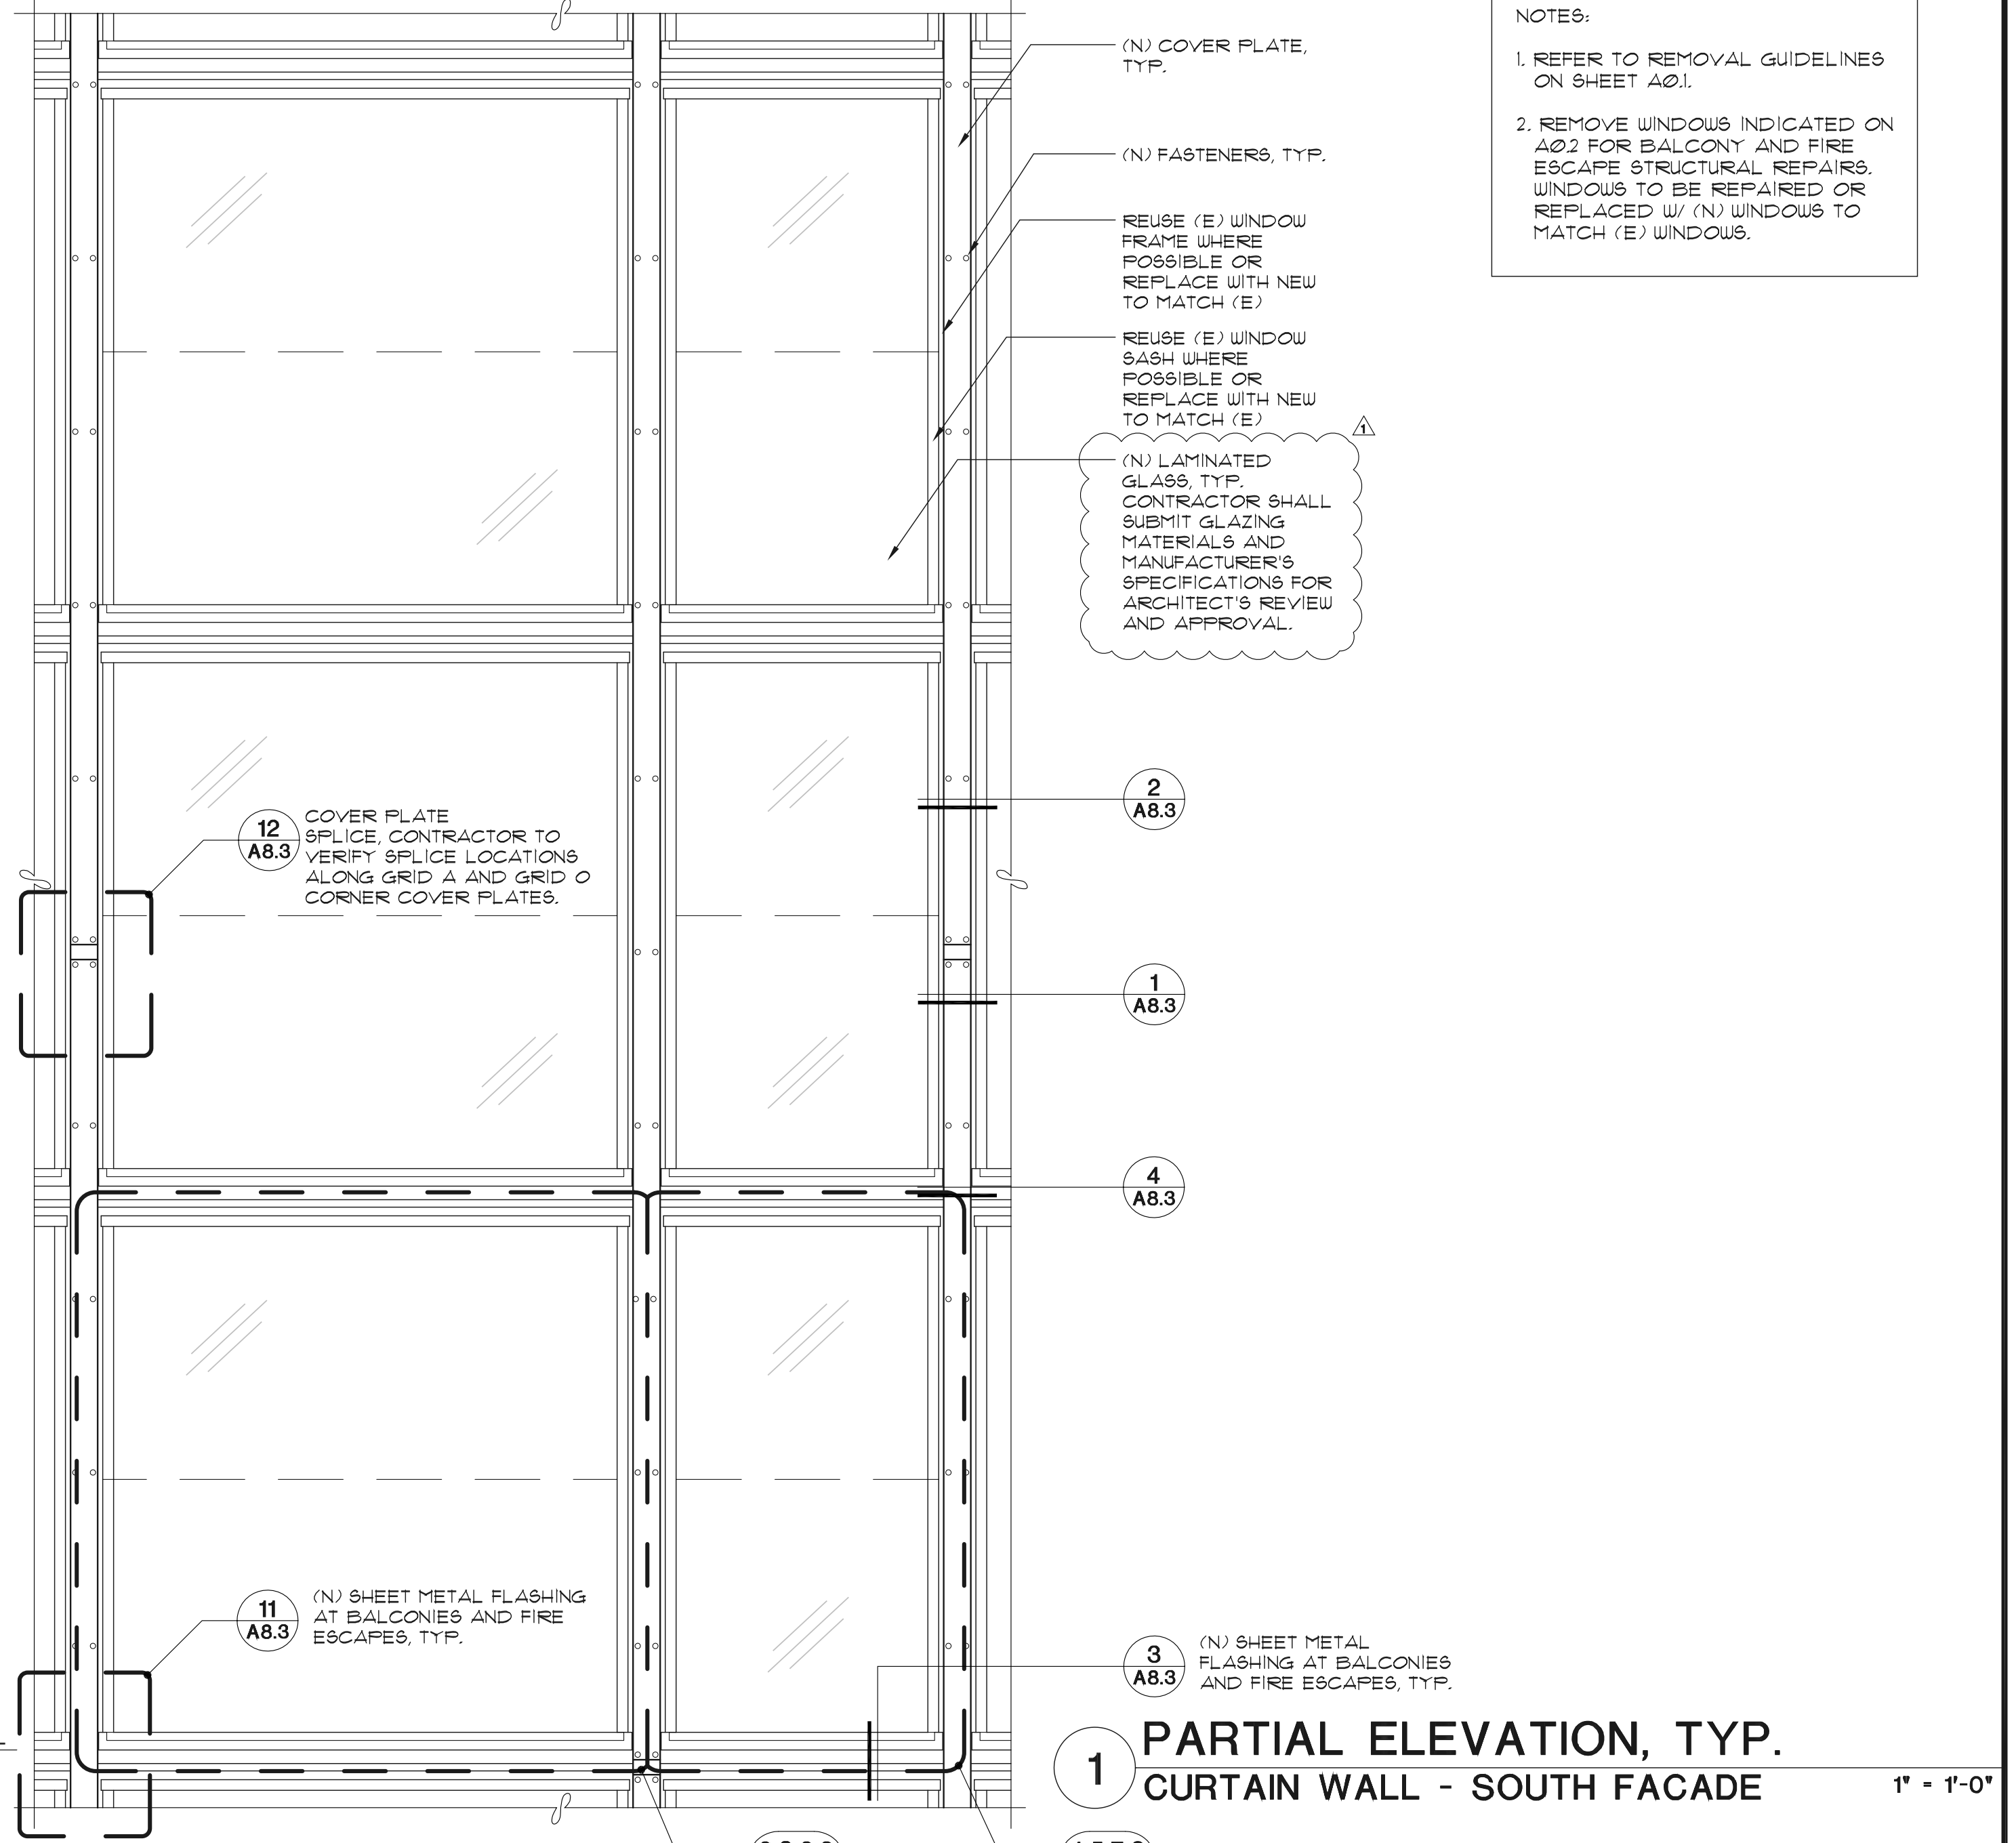 (N) COVER PLATE,
TYP.
(N) FASTENERS, TYP.
REUSE (E) WINDOW
FRAME WHERE
POSSIBLE OR
REPLACE WITH NEW
TO MATCH (E)
REUSE (E) WINDOW
SASH WHERE
POSSIBLE OR
REPLACE WITH NEW
TO MATCH (E)
1
(N) LAMINATED
GLASS, TYP.
CONTRACTOR SHALL
SUBMIT GLAZING
MATERIALS AND
MANUFACTURER'S
SPECIFICATIONS FOR
ARCHITECT'S REVIEW
AND APPROVAL.
NOTES:
1. REFER TO REMOVAL GUIDELINES
ON SHEET AØ.1.
2. REMOVE WINDOWS INDICATED ON
AØ.2 FOR BALCONY AND FIRE
ESCAPE STRUCTURAL REPAIRS.
WINDOWS TO BE REPAIRED OR
REPLACED W/ (N) WINDOWS TO
MATCH (E) WINDOWS.
2
A8.3
12
A8.3
COVER PLATE
SPLICE, CONTRACTOR TO
VERIFY SPLICE LOCATIONS
ALONG GRID A AND GRID O
CORNER COVER PLATES.
1
A8.3
4
A8.3
11
A8.3
(N) SHEET METAL FLASHING
AT BALCONIES AND FIRE
ESCAPES, TYP.
3
A8.3
(N) SHEET METAL
FLASHING AT BALCONIES
AND FIRE ESCAPES, TYP.
1
PARTIAL ELEVATION, TYP.
CURTAIN WALL - SOUTH FACADE
1" = 1'-0"